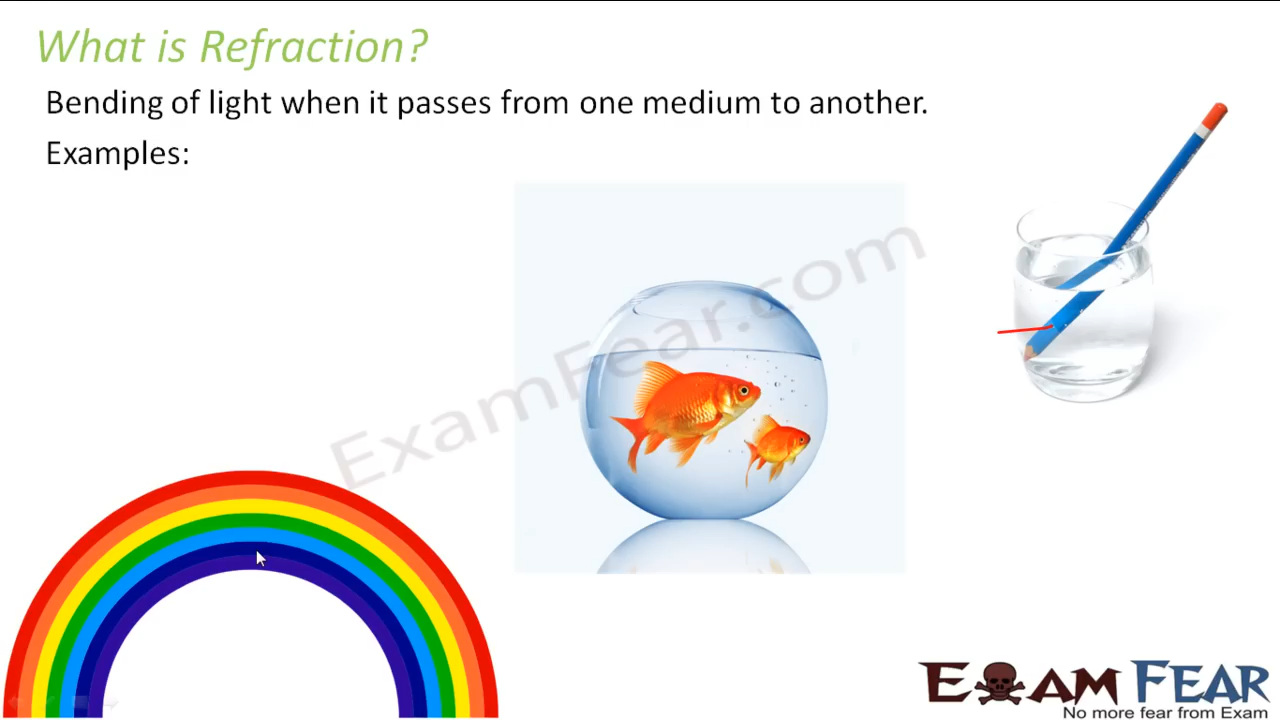 What is Refraction?
Bending of light when it passes from one medium to another.
Examples:
ExamFear.com
EXAM FEAR
No more fear from Exam